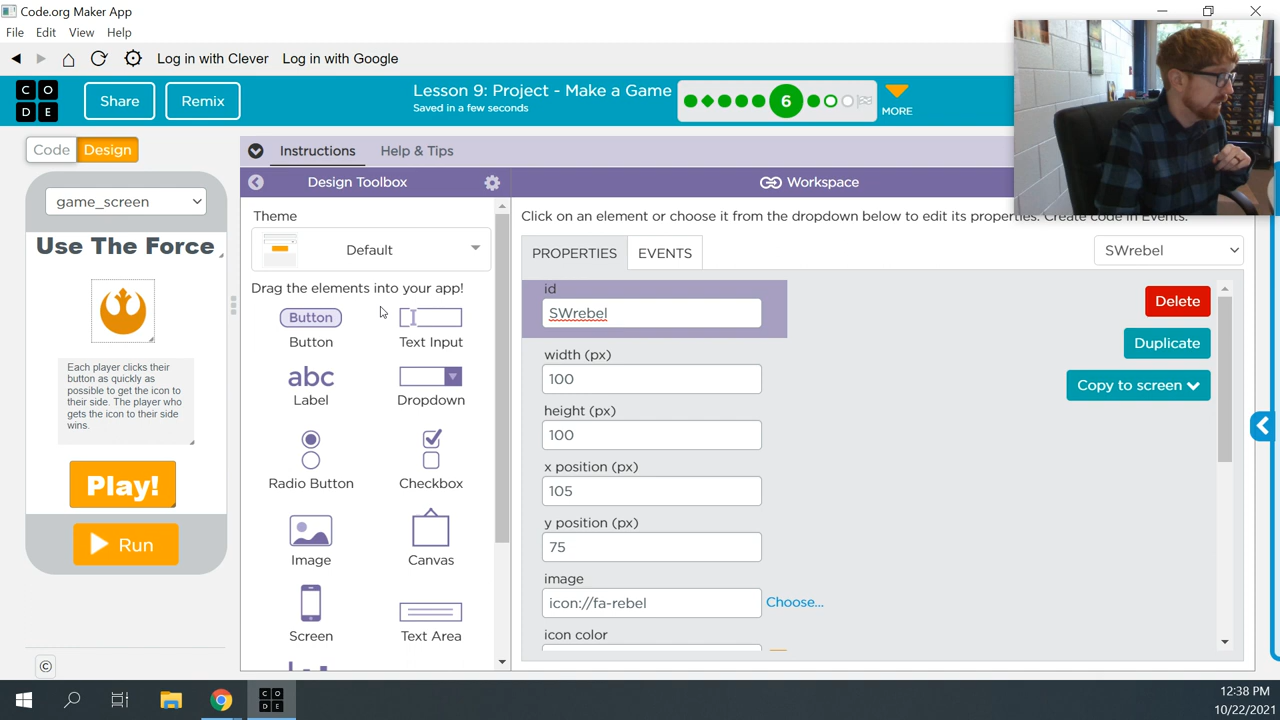 Code.org Maker App
File Edit View Help
Log in with Clever Log in with Google
C O D E
Share
Remix
Lesson 9: Project - Make a Game
Saved in a few seconds
6
MORE
Code
Design
Instructions
Help & Tips
Design Toolbox
Workspace
game_screen
Use The Force
Each player clicks their
button as quickly as
possible to get the icon to
their side. The player who
gets the icon to their side
wins.
Play!
Run
©
Theme
Default
Drag the elements into your app!
Button
Button
Text Input
abc
Label
Dropdown
Radio Button
Checkbox
Image
Canvas
Screen
Text Area
Click on an element or choose it from the dropdown below to edit its properties. Create code in Events.
PROPERTIES
EVENTS
SWrebel
id
SWrebel
Delete
width (px)
100
Duplicate
Copy to screen
height (px)
100
x position (px)
105
y position (px)
75
image
icon://fa-rebel
Choose...
icon color
C O
D E
12:38 PM
10/22/2021